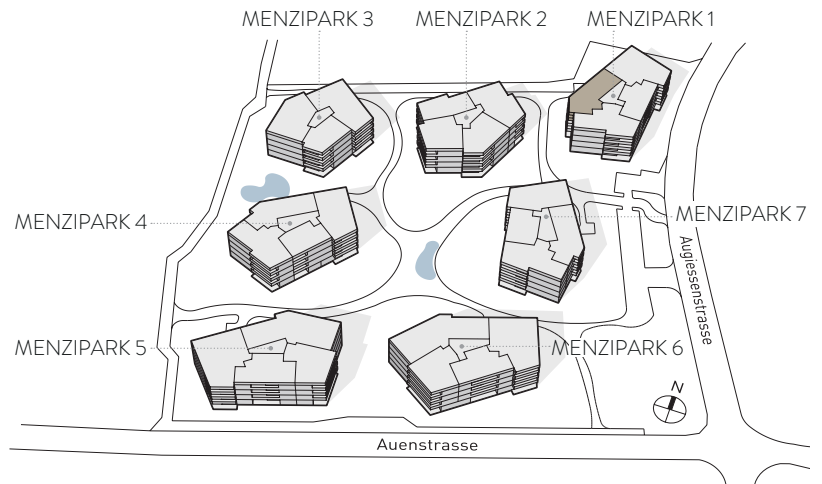 MENZIPARK 3
MENZIPARK 2
MENZIPARK 1
MENZIPARK 4
MENZIPARK 7
Augiessenstrasse
MENZIPARK 5
MENZIPARK 6
N
Auenstrasse